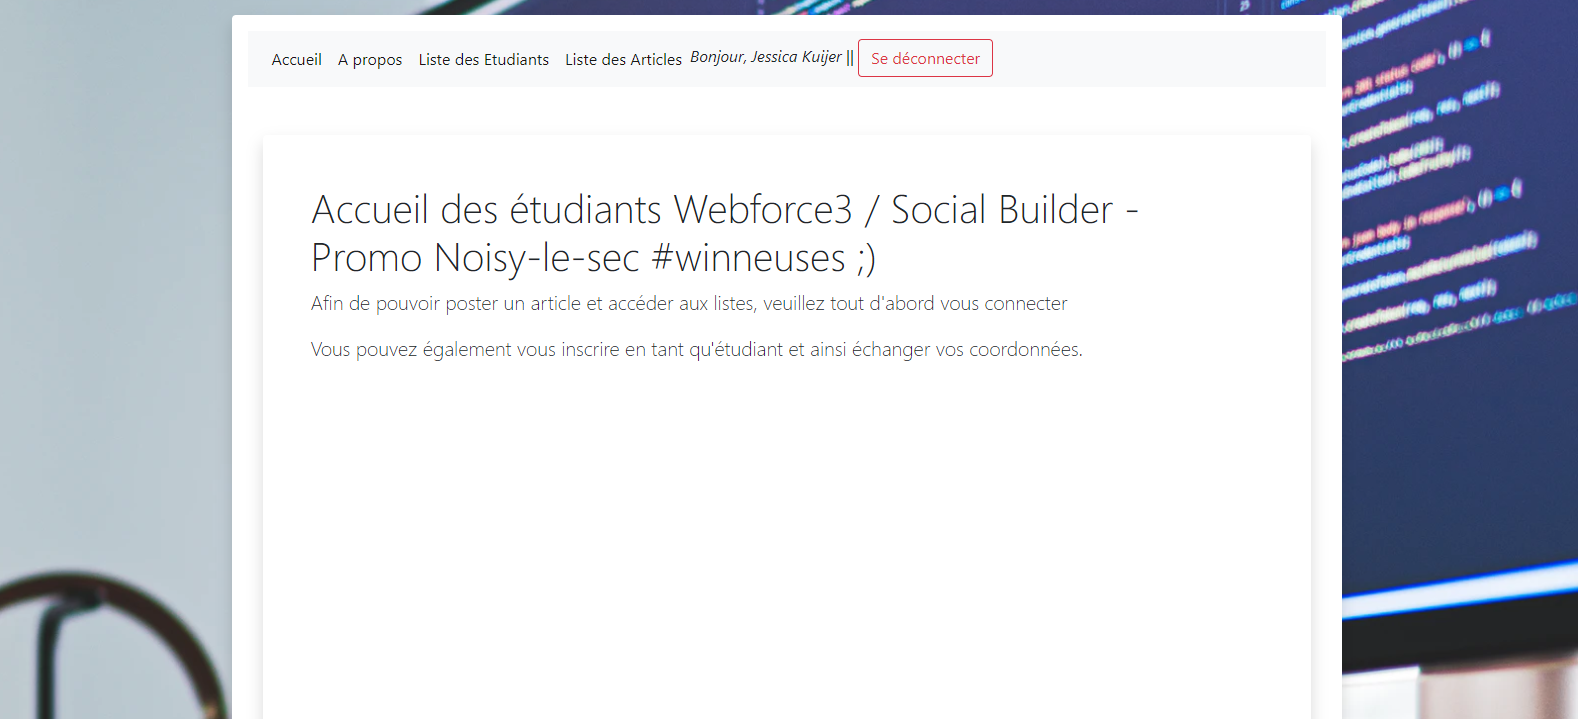 Accueil A propos Liste des Etudiants Liste des Articles Bonjour, Jessica Kuijer || Se déconnecter
Accueil des étudiants Webforce3 / Social Builder -
Promo Noisy-le-sec #winneuses ;)
Afin de pouvoir poster un article et accéder aux listes, veuillez tout d'abord vous connecter
Vous pouvez également vous inscrire en tant qu'étudiant et ainsi échanger vos coordonnées.